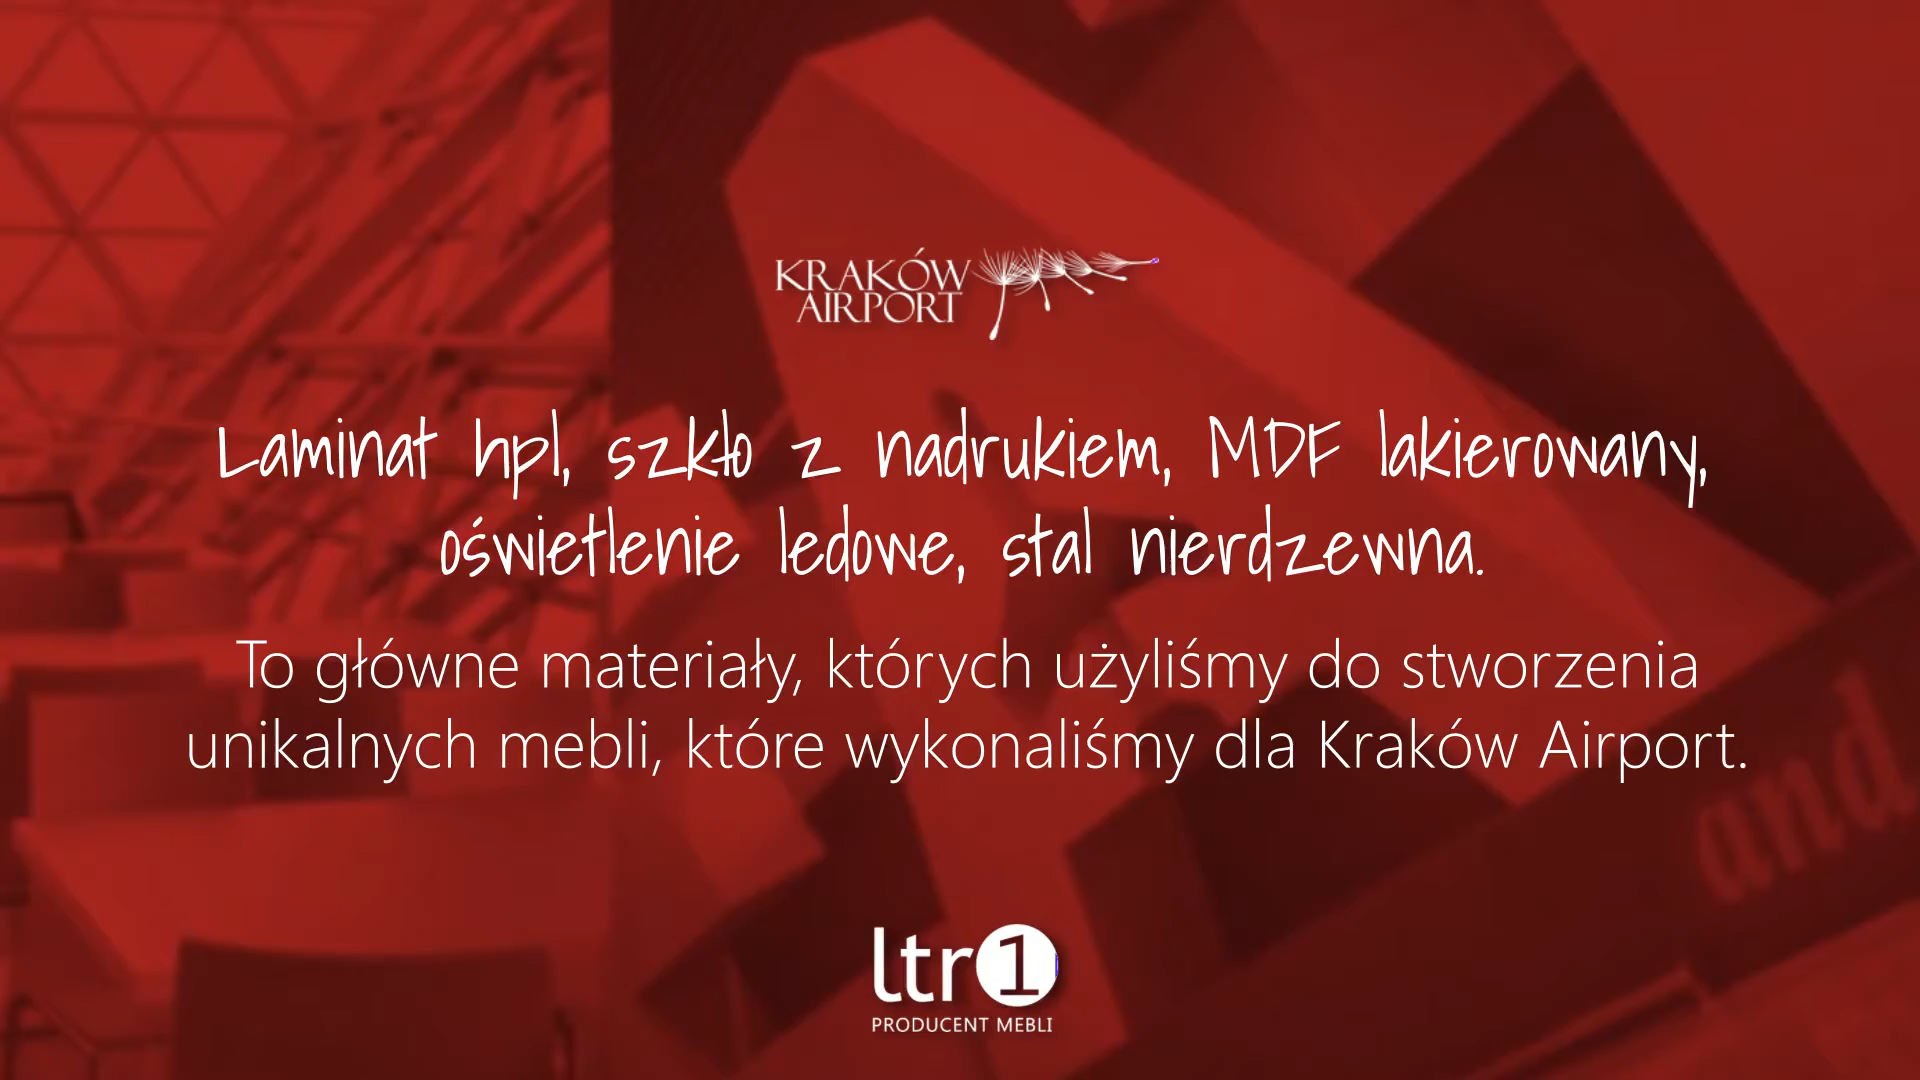 KRAKÓW
AIRPORT
Laminat hpl, szkło z nadrukiem, MDF lakierowany,
oświetlenie ledowe, stal nierdzewna.
To główne materiały, których użyliśmy do stworzenia
unikalnych mebli, które wykonaliśmy dla Kraków Airport.
and
ltr1
PRODUCENT MEBLI